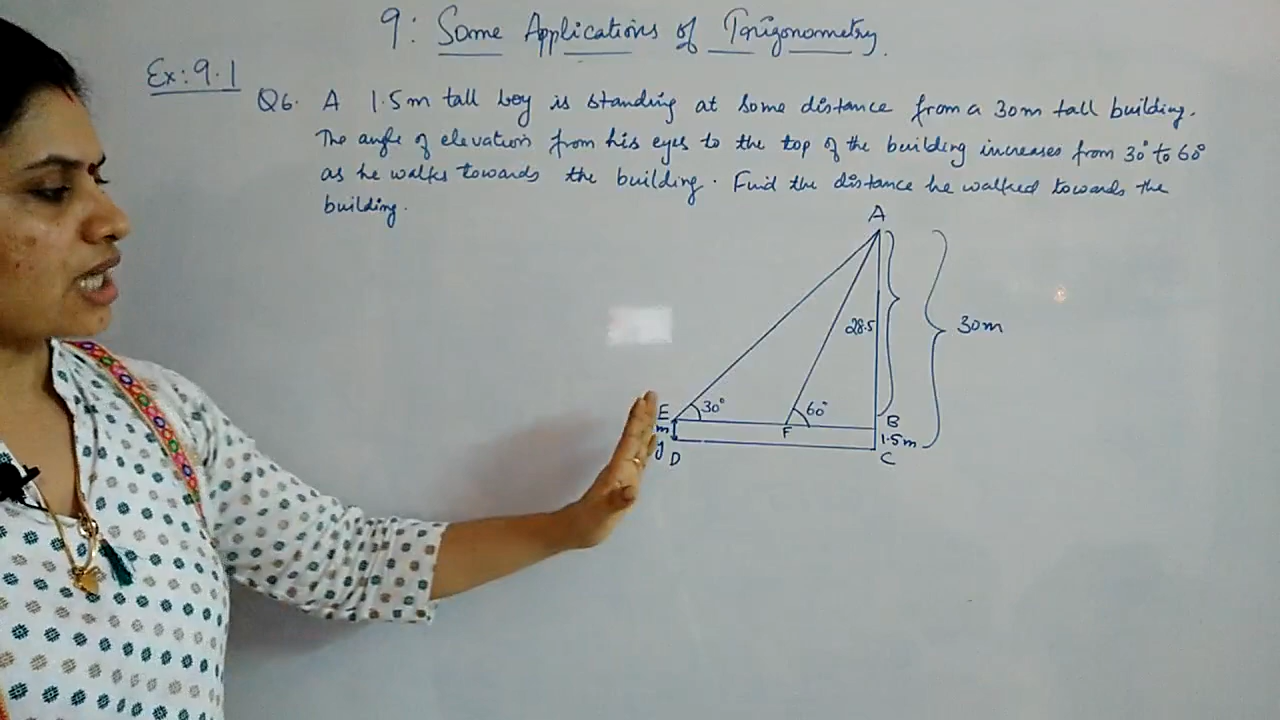 9: Some Applications of Trigonometry.
Ex: 9.1
Q6. A 1.5m tall boy is standing at some distance from a 30m tall building.
The angle of elevation from his eyes to the top of the building increases from 30° to 60°
as he walks towards the building. Find the distance he walked towards the
building.
A
28.5
30m
E 30° F 60° B
m
1.5m
y D C